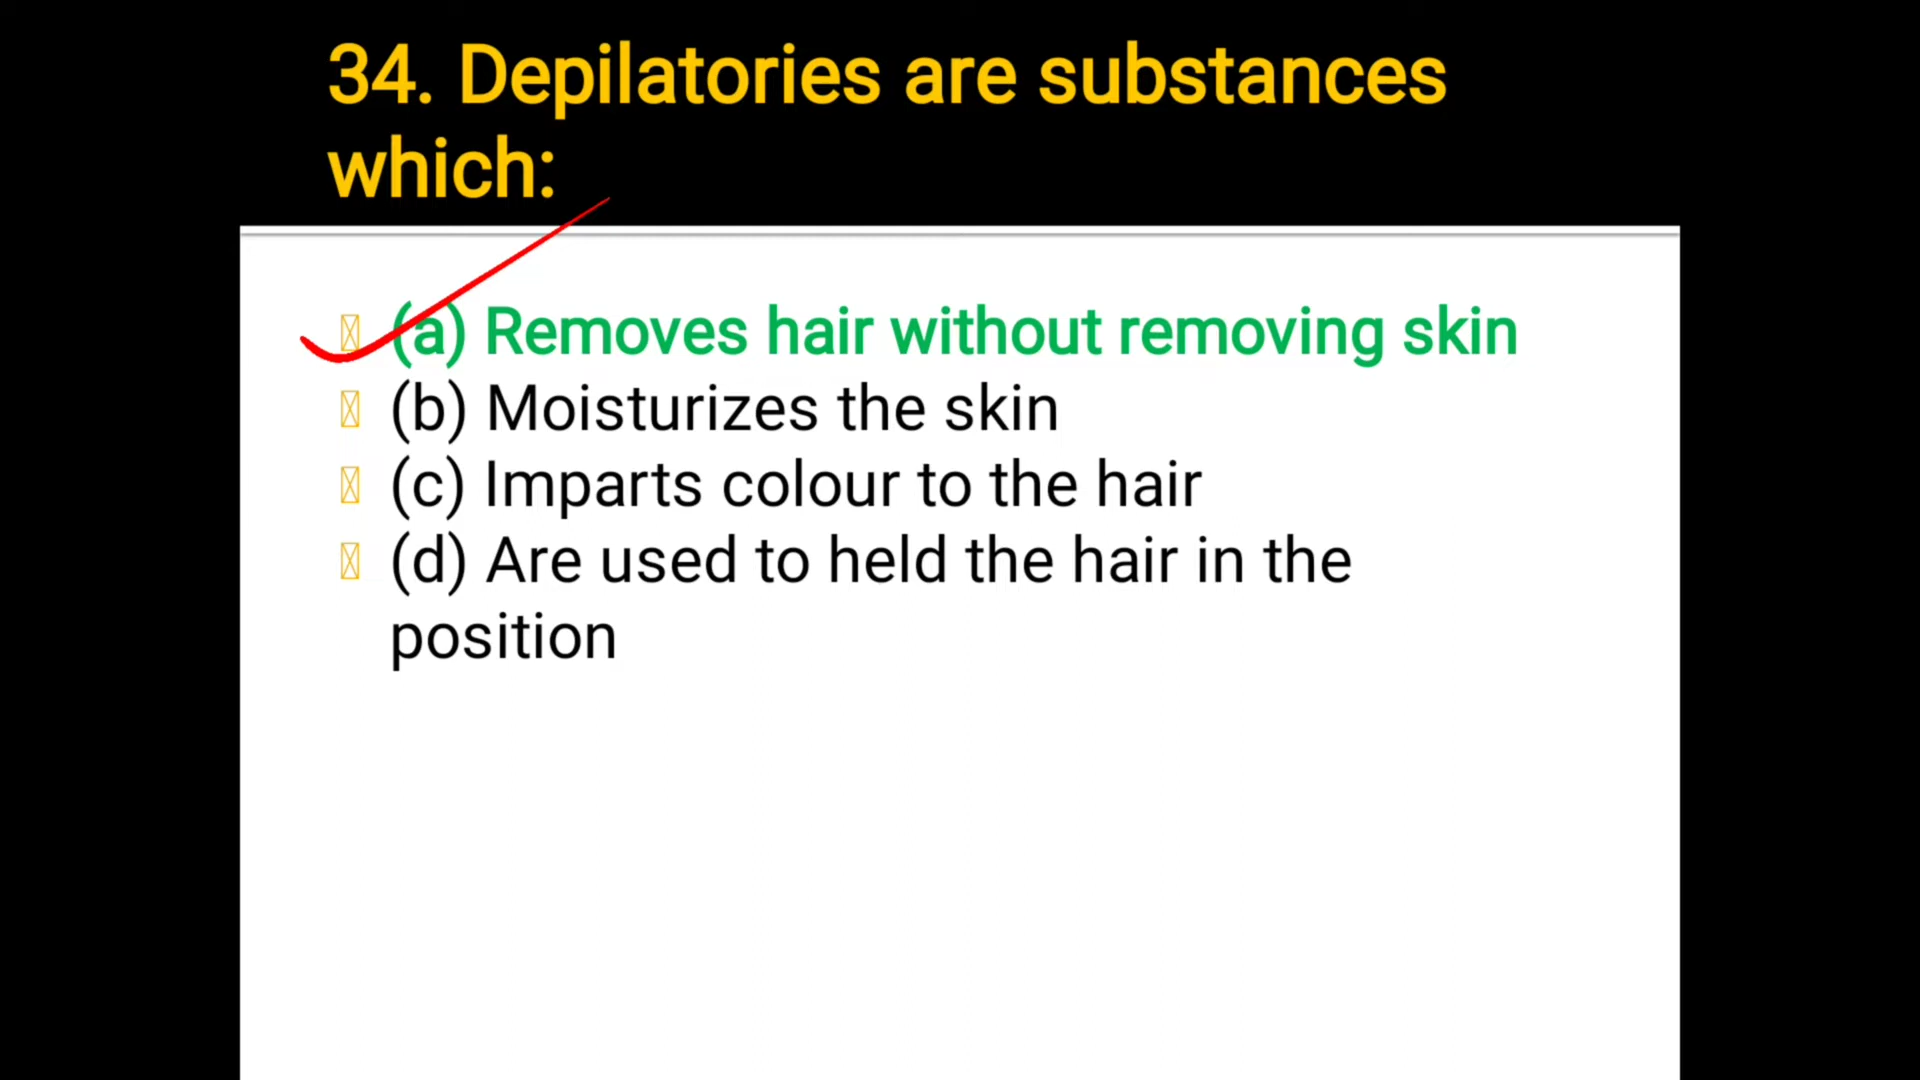 34. Depilatories are substances
which:
(a) Removes hair without removing skin
(b) Moisturizes the skin
(c) Imparts colour to the hair
(d) Are used to held the hair in the
position